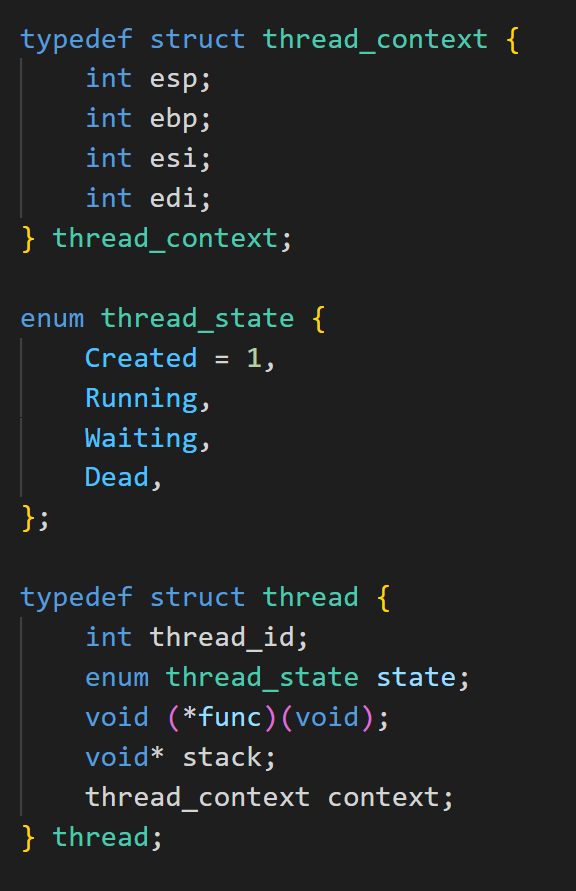 typedef struct thread_context {
    int esp;
    int ebp;
    int esi;
    int edi;
} thread_context;

enum thread_state {
    Created = 1,
    Running,
    Waiting,
    Dead,
};

typedef struct thread {
    int thread_id;
    enum thread_state state;
    void (*func)(void);
    void* stack;
    thread_context context;
} thread;